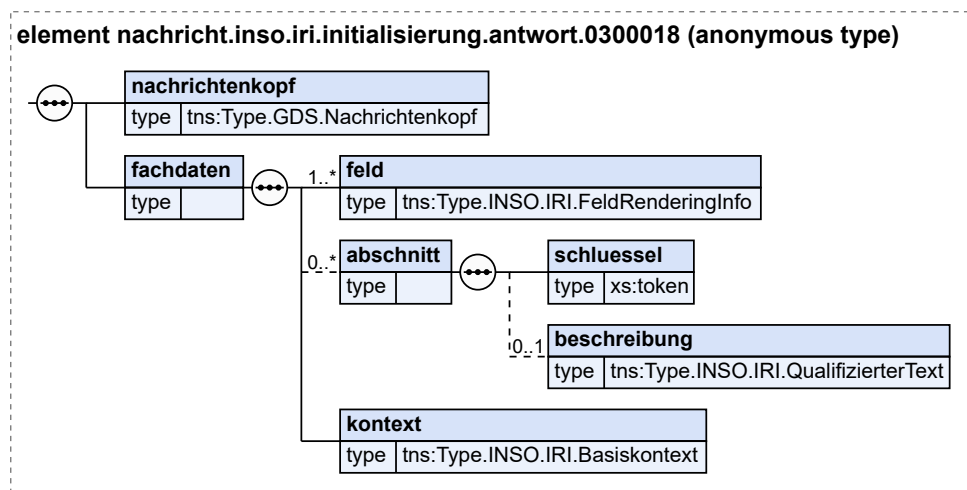 element nachricht.inso.iri.initialisierung.antwort.0300018 (anonymous type)
nachrichtenkopf
type tns:Type.GDS.Nachrichtenkopf
fachdaten
type
1..* feld
type tns:Type.INSO.IRI.FeldRenderingInfo
0..* abschnitt
type
schluessel
type xs:token
0..1 beschreibung
type tns:Type.INSO.IRI.QualifizierterText
kontext
type tns:Type.INSO.IRI.Basiskontext